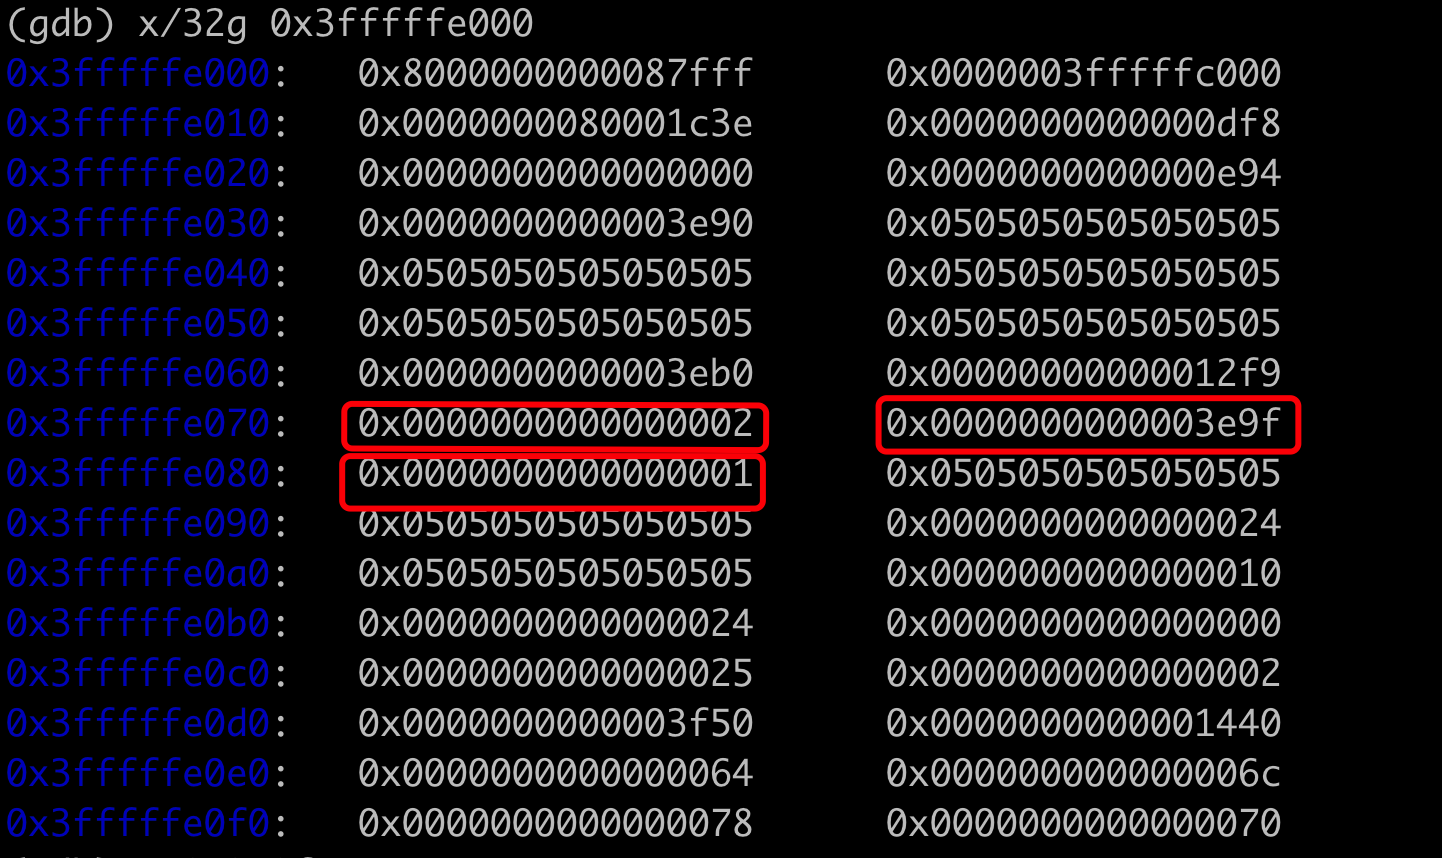 (gdb) x/32g 0x3fffffe000
0x3fffffe000: 0x8000000000087fff 0x0000003fffffc000
0x3fffffe010: 0x0000000080001c3e 0x0000000000000df8
0x3fffffe020: 0x0000000000000000 0x0000000000000e94
0x3fffffe030: 0x0000000000003e90 0x0505050505050505
0x3fffffe040: 0x0505050505050505 0x0505050505050505
0x3fffffe050: 0x0505050505050505 0x0505050505050505
0x3fffffe060: 0x0000000000003eb0 0x00000000000012f9
0x3fffffe070: 0x0000000000000002 0x0000000000003e9f
0x3fffffe080: 0x0000000000000001 0x0505050505050505
0x3fffffe090: 0x0505050505050505 0x0000000000000024
0x3fffffe0a0: 0x0505050505050505 0x0000000000000010
0x3fffffe0b0: 0x0000000000000024 0x0000000000000000
0x3fffffe0c0: 0x0000000000000025 0x0000000000000002
0x3fffffe0d0: 0x0000000000003f50 0x0000000000001440
0x3fffffe0e0: 0x0000000000000064 0x000000000000006c
0x3fffffe0f0: 0x0000000000000078 0x0000000000000070